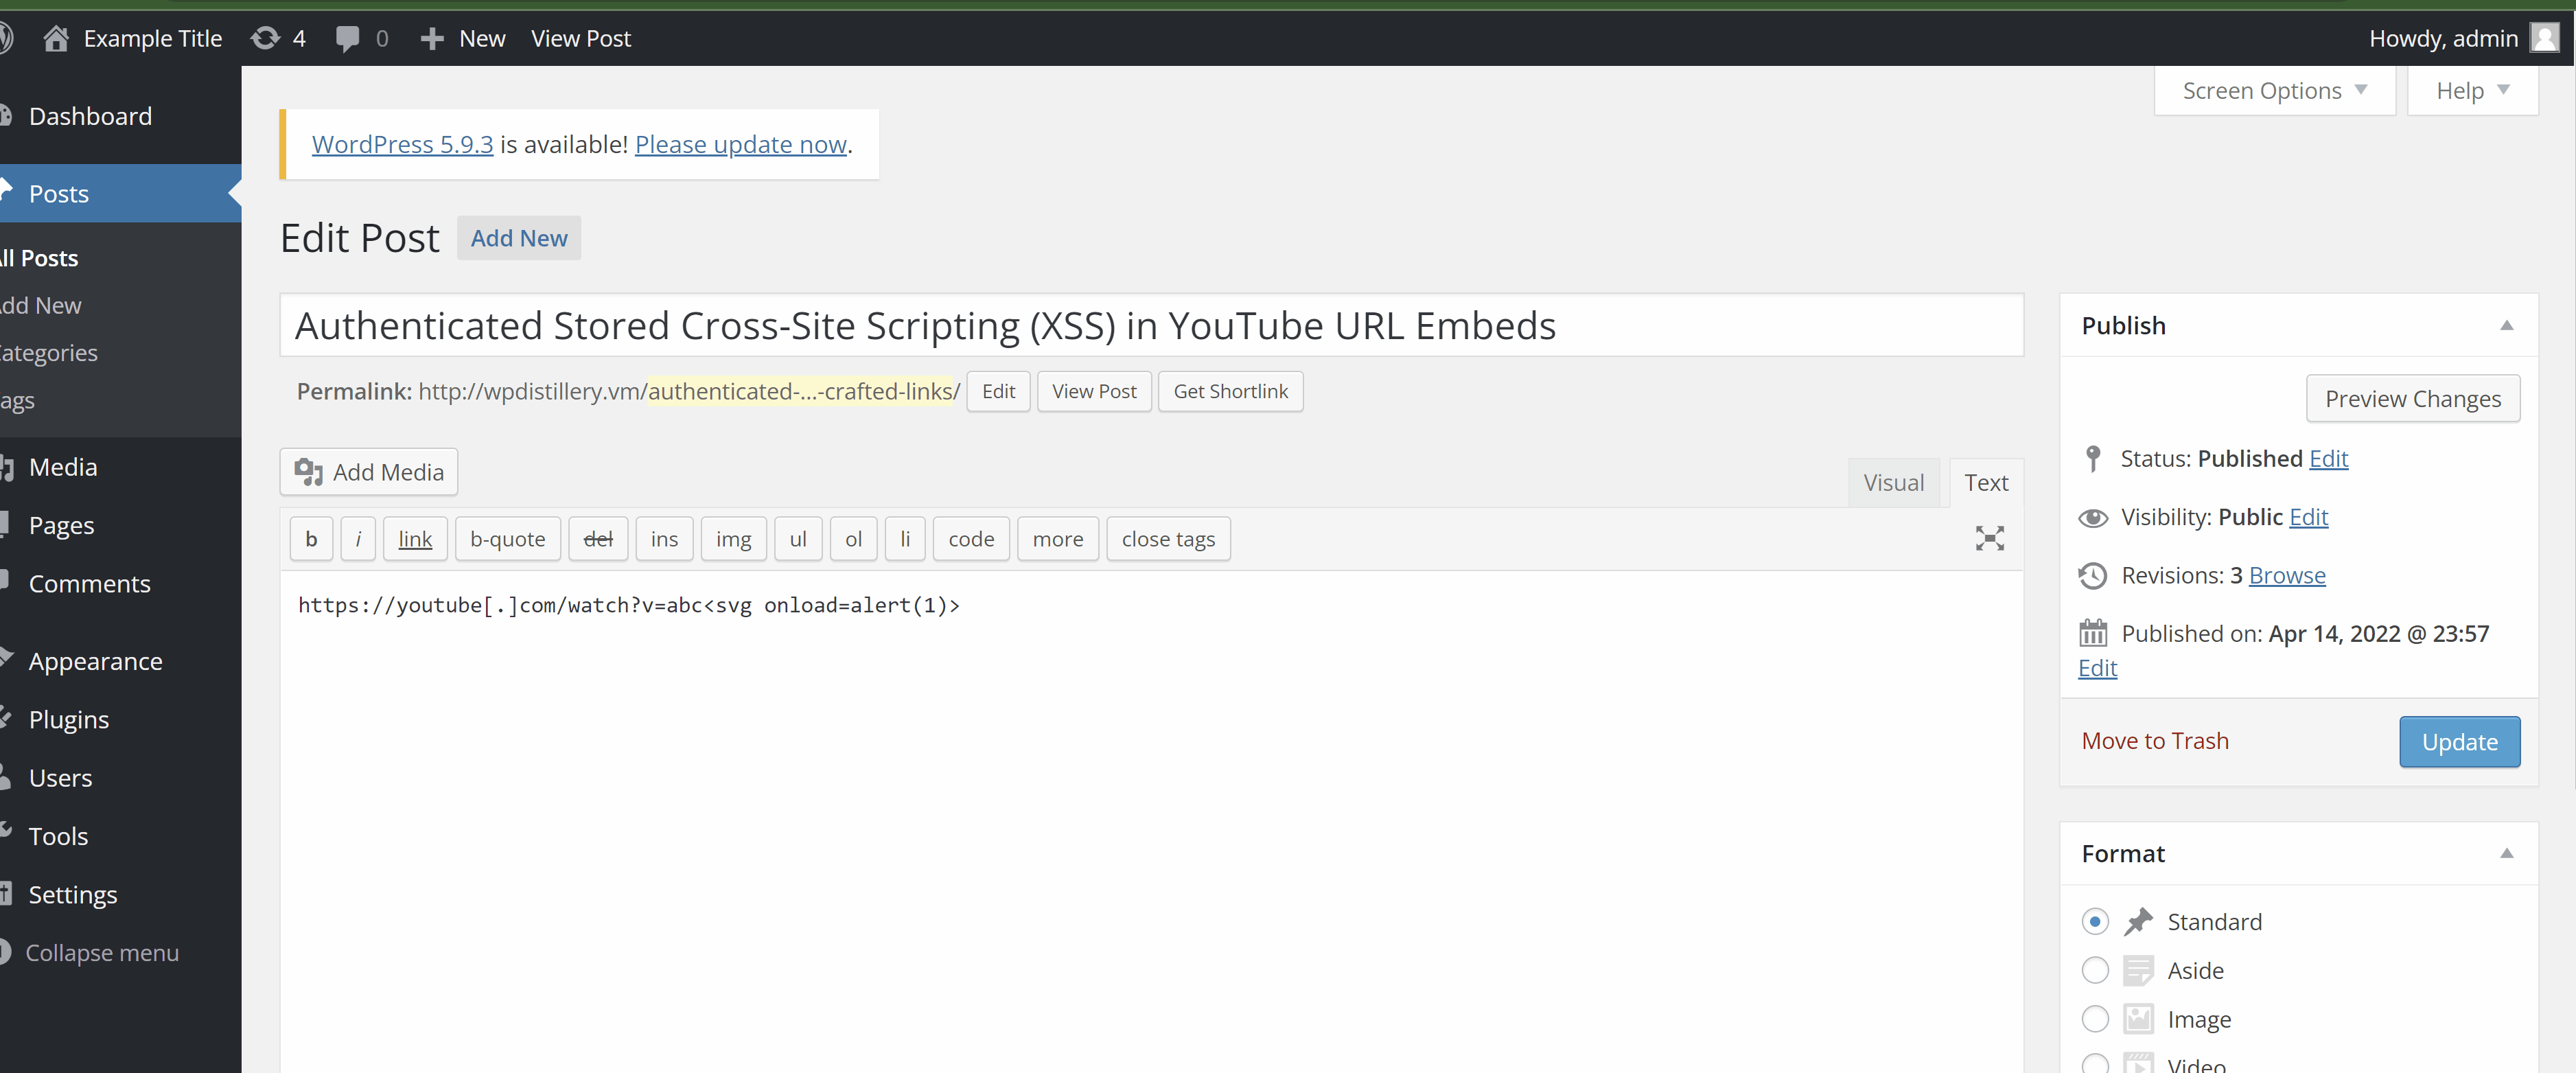 Example Title 4 0 New View Post Howdy, admin
Screen Options Help
Dashboard
WordPress 5.9.3 is available! Please update now.
Posts
Edit Post Add New
ll Posts
dd New
ategories
ags
Media
Pages
Comments
Appearance
Plugins
Users
Tools
Settings
Collapse menu
Authenticated Stored Cross-Site Scripting (XSS) in YouTube URL Embeds
Permalink: http://wpdistillery.vm/authenticated-...-crafted-links/ Edit View Post Get Shortlink
Add Media
Visual Text
b i link b-quote del ins img ul ol li code more close tags
https://youtube[.]com/watch?v=abc<svg onload=alert(1)>
Publish
Preview Changes
Status: Published Edit
Visibility: Public Edit
Revisions: 3 Browse
Published on: Apr 14, 2022 @ 23:57
Edit
Move to Trash Update
Format
Standard
Aside
Image
Video